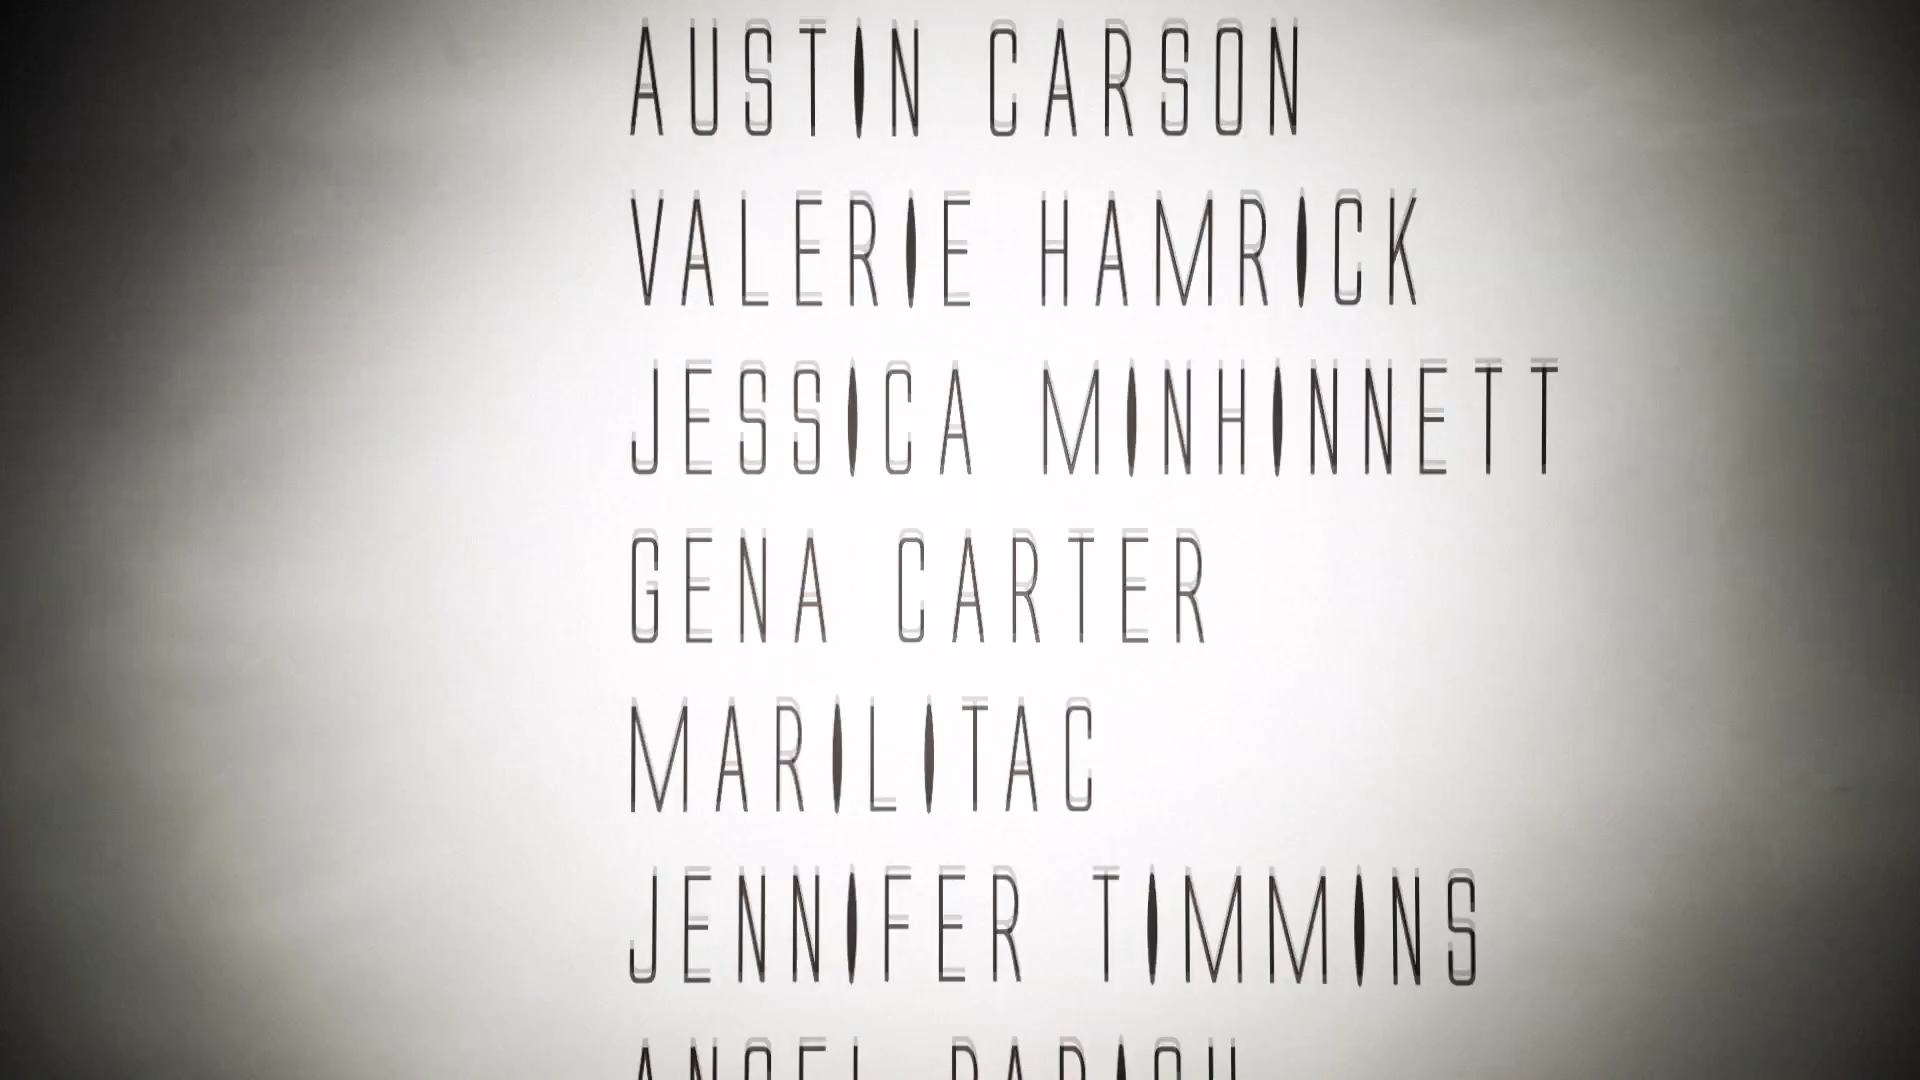 AUSTIN CARSON
VALERIE HAMRICK
JESSICA MINHINNETT
GENA CARTER
MARILITAC
JENNIFER TIMMINS